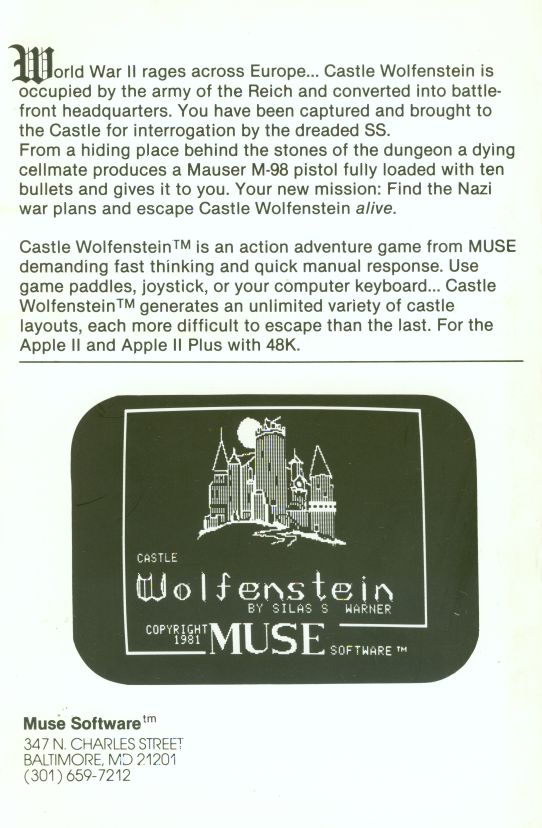 World War II rages across Europe... Castle Wolfenstein is
occupied by the army of the Reich and converted into battle-
front headquarters. You have been captured and brought to
the Castle for interrogation by the dreaded SS.
From a hiding place behind the stones of the dungeon a dying
cellmate produces a Mauser M-98 pistol fully loaded with ten
bullets and gives it to you. Your new mission: Find the Nazi
war plans and escape Castle Wolfenstein alive.
Castle Wolfenstein™ is an action adventure game from MUSE
demanding fast thinking and quick manual response. Use
game paddles, joystick, or your computer keyboard... Castle
Wolfenstein™ generates an unlimited variety of castle
layouts, each more difficult to escape than the last. For the
Apple II and Apple II Plus with 48K.
CASTLE
Wolfenstein
BY SILAS S WARNER
COPYRIGHT
1981
MUSE
SOFTWARE™
Muse Software™
347 N. CHARLES STREET
BALTIMORE, MD 21201
(301) 659-7212